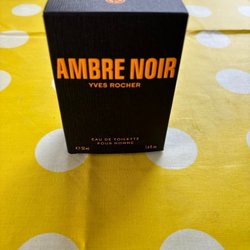 AMBRE NOIR
YVES ROCHER
EAU DE TOILETTE
POUR HOMME